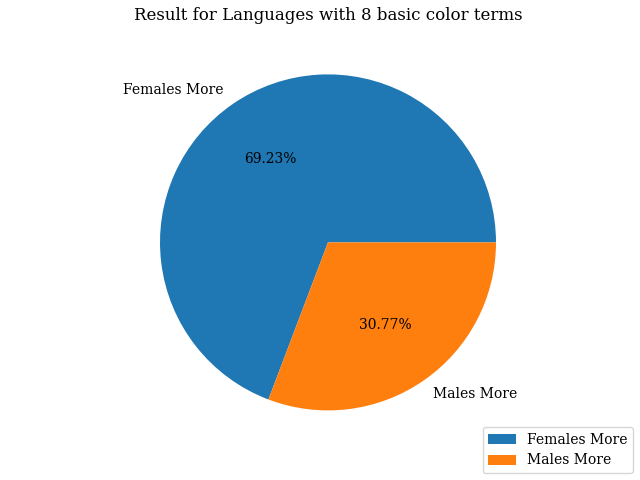 Result for Languages with 8 basic color terms
Females More
69.23%
30.77%
Males More
Females More
Males More